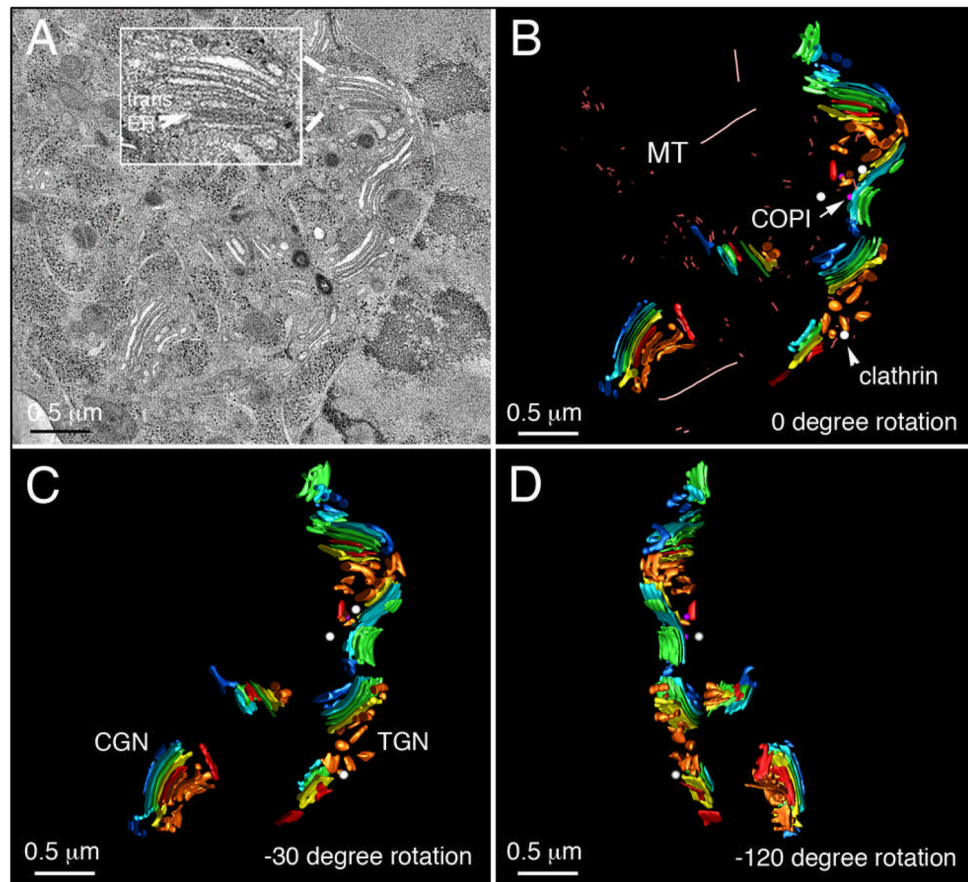 A
trans
ER
0.5 μm
B
MT
COPI
clathrin
0.5 μm
0 degree rotation
C
CGN
TGN
0.5 μm
-30 degree rotation
D
0.5 μm
-120 degree rotation